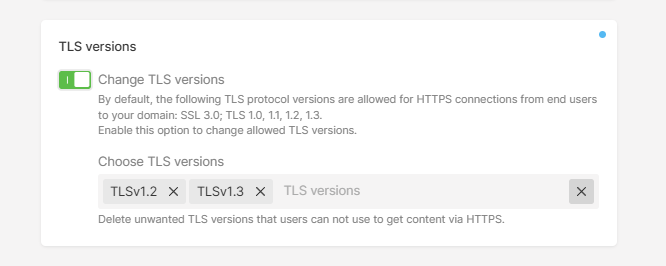 TLS versions
Change TLS versions
By default, the following TLS protocol versions are allowed for HTTPS connections from end users
to your domain: SSL 3.0; TLS 1.0, 1.1, 1.2, 1.3.
Enable this option to change allowed TLS versions.
Choose TLS versions
TLSv1.2 TLSv1.3 TLS versions
Delete unwanted TLS versions that users can not use to get content via HTTPS.